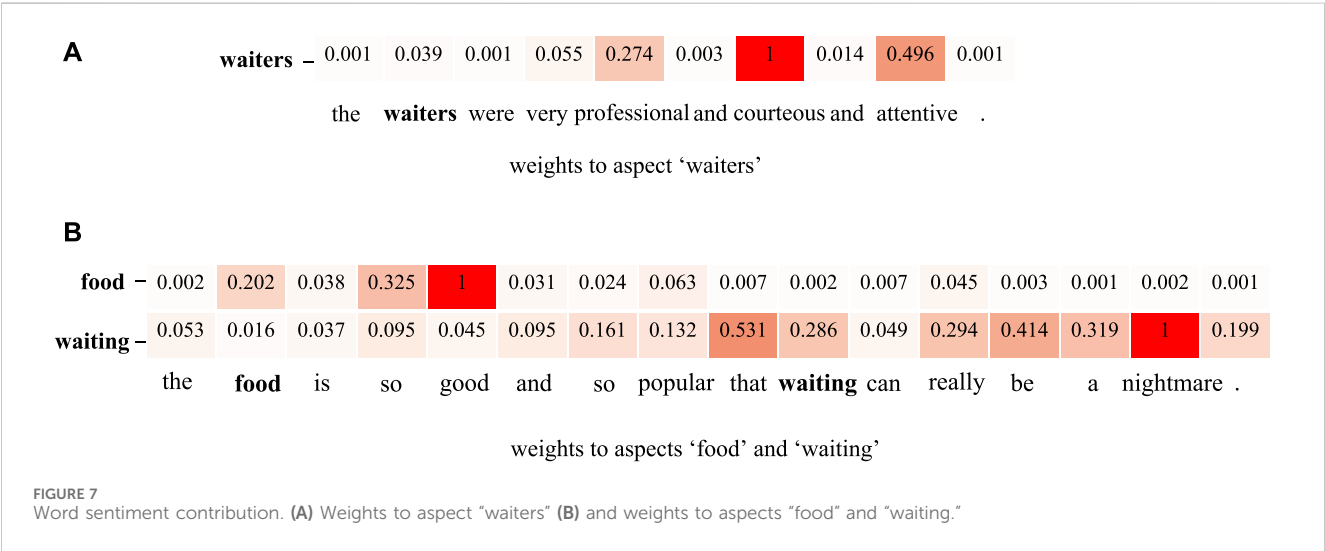 A
waiters – 0.001 0.039 0.001 0.055 0.274 0.003 1 0.014 0.496 0.001
the waiters were very professional and courteous and attentive .
weights to aspect ‘waiters’
B
food – 0.002 0.202 0.038 0.325 1 0.031 0.024 0.063 0.007 0.002 0.007 0.045 0.003 0.001 0.002 0.001
waiting – 0.053 0.016 0.037 0.095 0.045 0.095 0.161 0.132 0.531 0.286 0.049 0.294 0.414 0.319 1 0.199
the food is so good and so popular that waiting can really be a nightmare .
weights to aspects ‘food’ and ‘waiting’
FIGURE 7
Word sentiment contribution. (A) Weights to aspect “waiters” (B) and weights to aspects “food” and “waiting.”